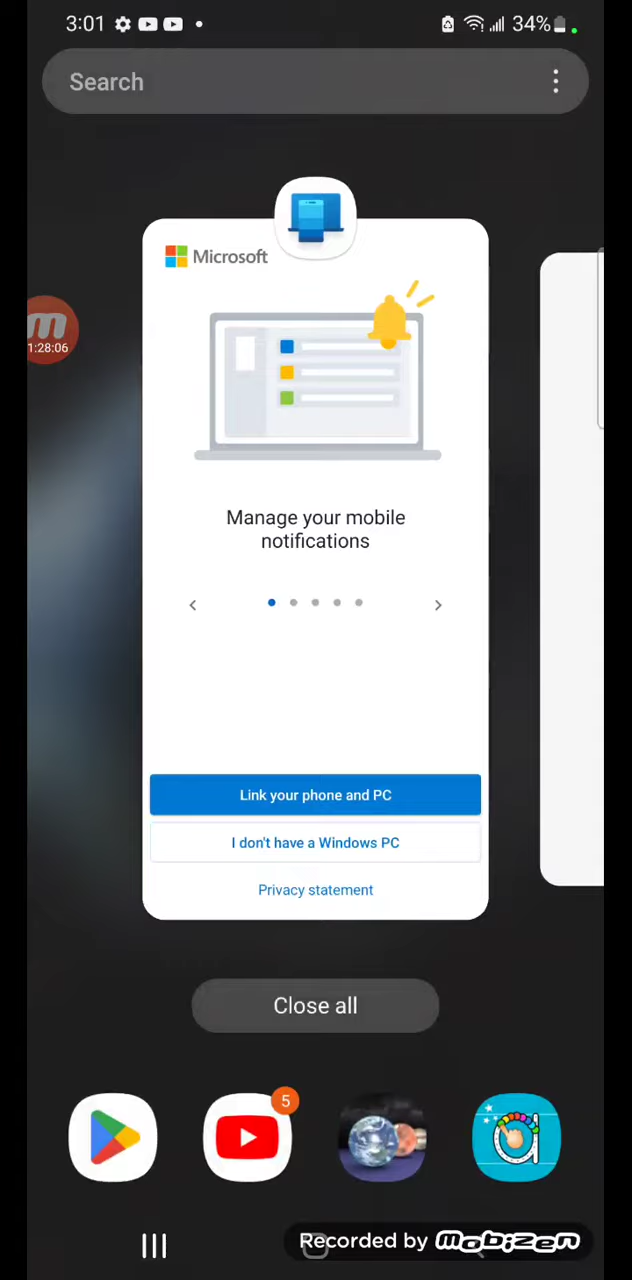 3:01
34%
Search
Microsoft
1:28:06
Manage your mobile
notifications
Link your phone and PC
I don't have a Windows PC
Privacy statement
Close all
5
Recorded by mobizen